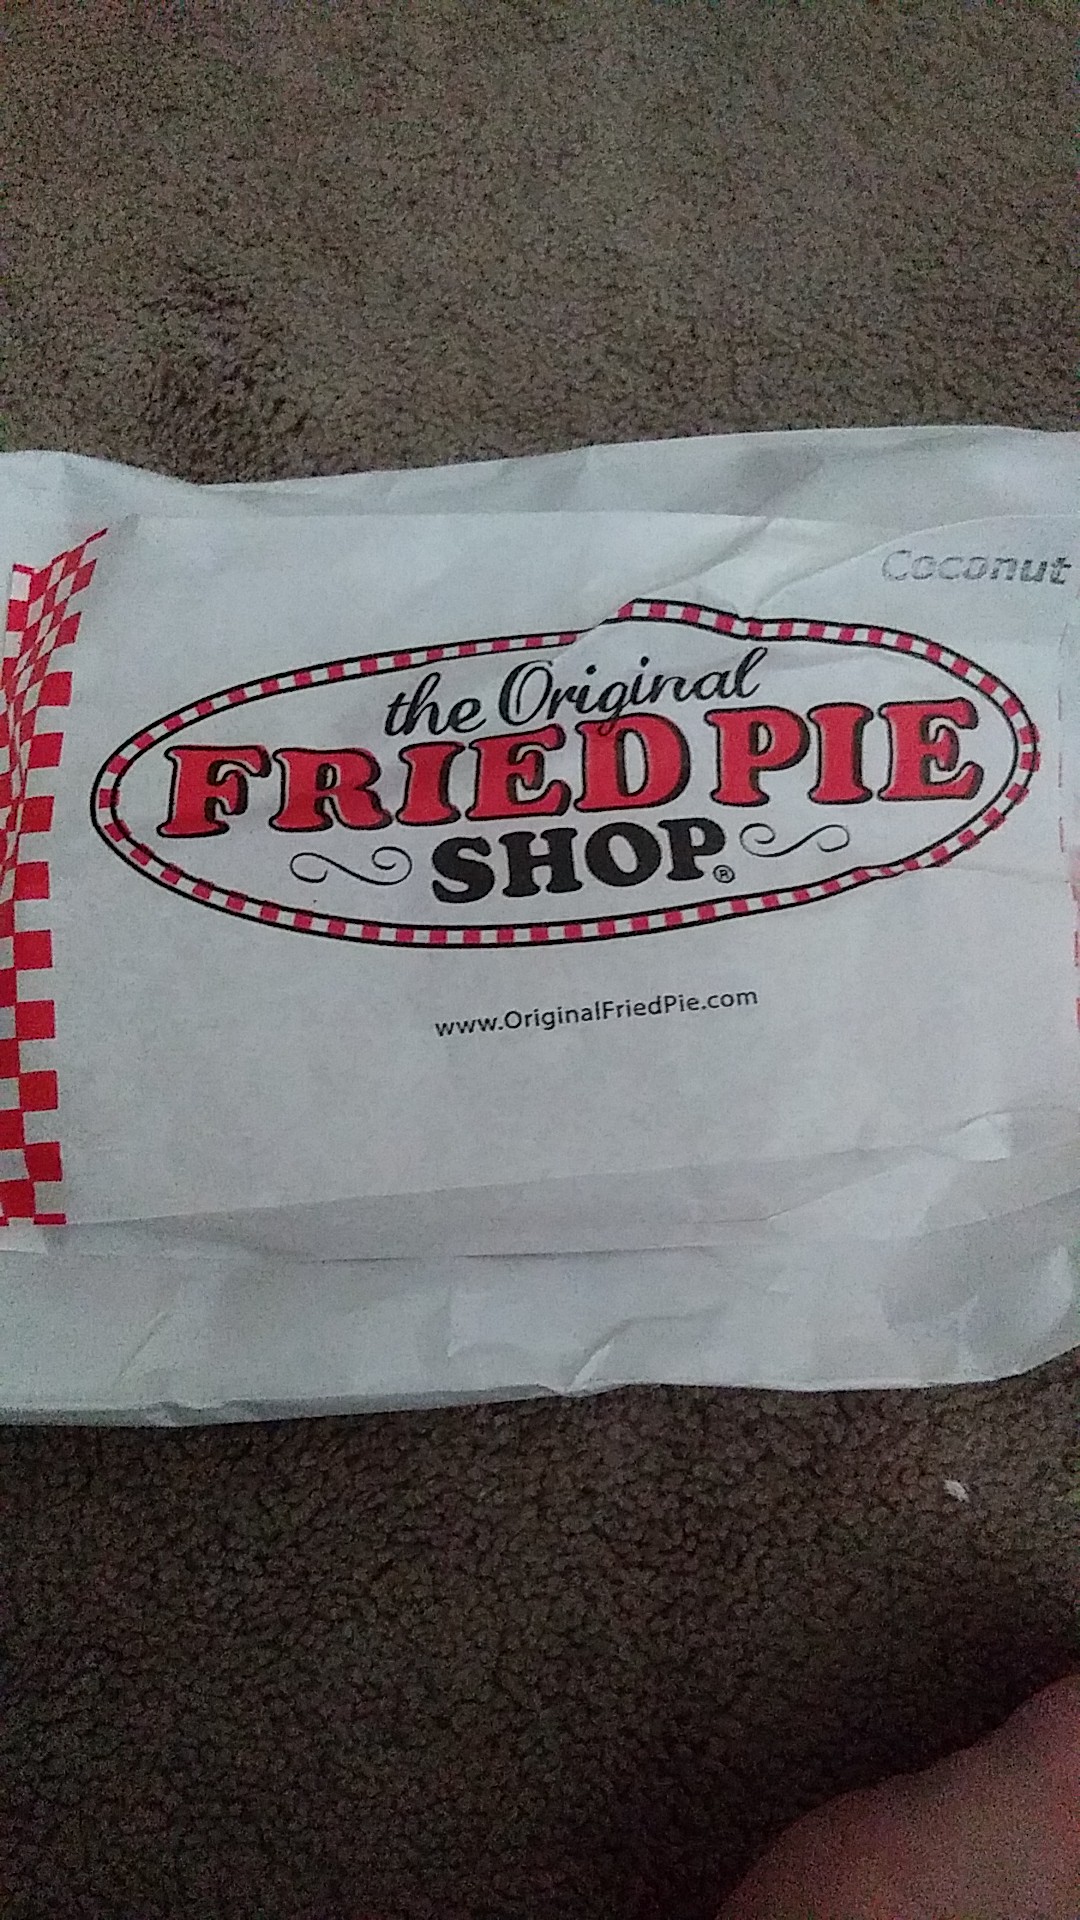 Coconut
the Original
FRIED PIE
SHOP®
www.OriginalFriedPie.com